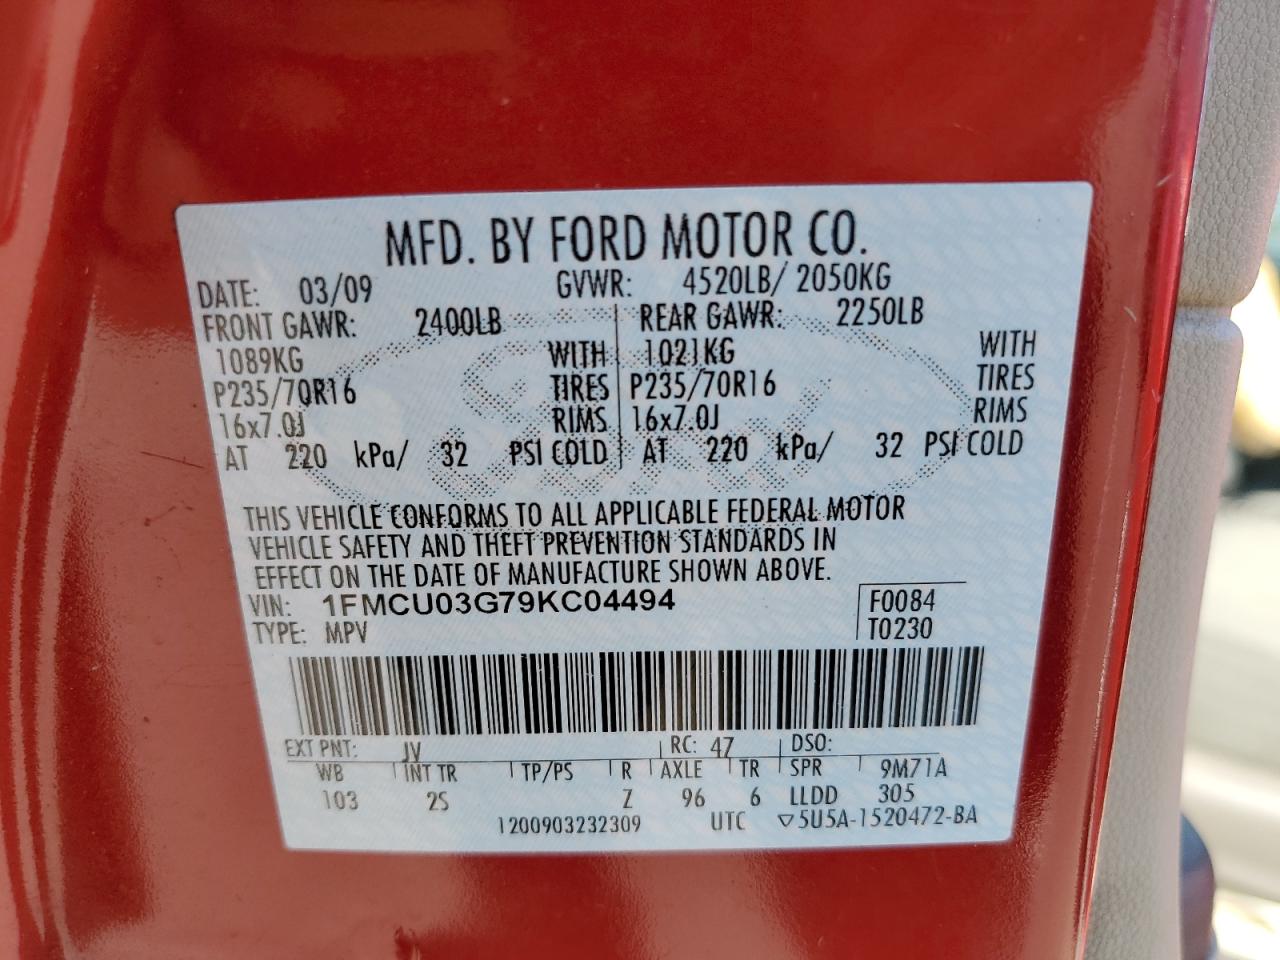 MFD. BY FORD MOTOR CO.
DATE: 03/09 GVWR: 4520LB/ 2050KG
FRONT GAWR: 2400LB REAR GAWR: 2250LB
1089KG WITH 1021KG WITH
P235/70R16 TIRES P235/70R16 TIRES
16x7.0J RIMS 16x7.0J RIMS
AT 220 kPa/ 32 PSI COLD AT 220 kPa/ 32 PSI COLD
THIS VEHICLE CONFORMS TO ALL APPLICABLE FEDERAL MOTOR
VEHICLE SAFETY AND THEFT PREVENTION STANDARDS IN
EFFECT ON THE DATE OF MANUFACTURE SHOWN ABOVE.
VIN: 1FMCU03G79KC04494 F0084
TYPE: MPV T0230
EXT PNT: JV RC: 47 DSO:
WB INT TR TP/PS R AXLE TR SPR 9M71A
103 2S Z 96 6 LLDD 305
1200903232309 UTC ▽5U5A-1520472-BA